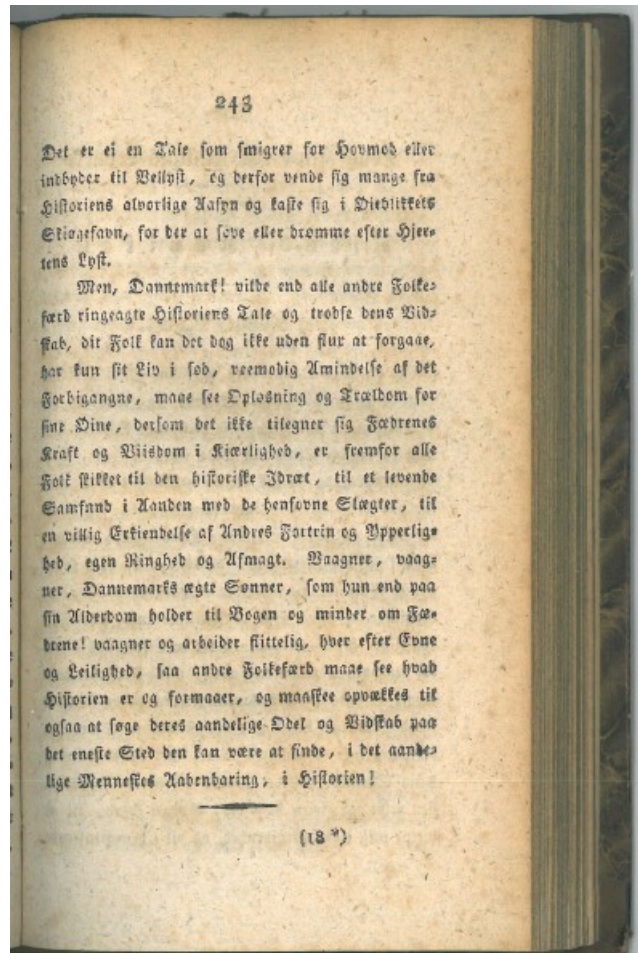 243
Det er ei en Tale som smigrer for Hovmod eller
indbyder til Vellyst, og derfor vende sig mange fra
Historiens alvorlige Aasyn og kaste sig i Øieblikkets
Skiøgefavn, for der at sove eller drømme efter Hjer-
tens Lyst.
Men, Dannemark! vilde end alle andre Folke-
færd ringeagte Historiens Tale og trodse dens Vid-
skab, dit Folk kan det dog ikke uden flux at forgaae,
har kun sit Liv i sød, veemodig Amindelse af det
Forbigangne, maae see Opløsning og Trældom for
sine Øine, dersom det ikke tilegner sig Fædrenes
Kraft og Viisdom i Kiærlighed, er fremfor alle
Folk skikket til den historiske Idræt, til et levende
Samfund i Aanden med de hensovne Slægter, til
en villig Erkiendelse af Andres Fortrin og Ypperlig-
hed, egen Ringhed og Afmagt. Vaagner, vaag-
ner, Dannemarks ægte Sønner, som hun end paa
sin Alderdom holder til Bogen og minder om Fæ-
drene! vaagner og arbeider flittelig, hver efter Evne
og Leilighed, saa andre Folkefærd maae see hvad
Historien er og formaaer, og maaskee opvækkes til
ogsaa at søge deres aandelige Odel og Vidskab paa
det eneste Sted den kan være at finde, i det aande-
lige Menneskes Aabenbaring, i Historien!
(18*)